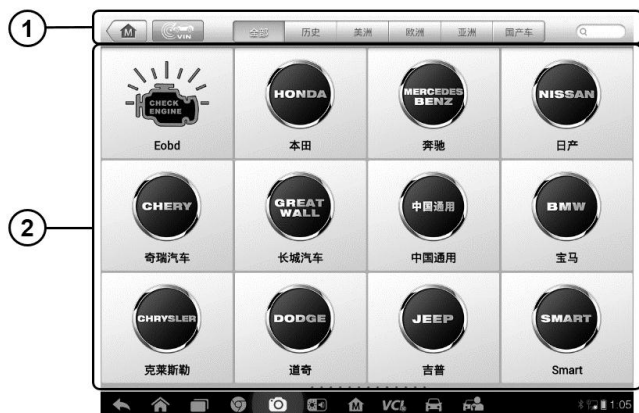 1
VIN
全部 历史 美洲 欧洲 亚洲 国产车
2
CHECK
ENGINE
Eobd
HONDA
本田
MERCEDES
BENZ
奔驰
NISSAN
日产
CHERY
奇瑞汽车
GREAT
WALL
长城汽车
中国通用
中国通用
BMW
宝马
CHRYSLER
克莱斯勒
DODGE
道奇
JEEP
吉普
SMART
Smart
VCI
1:05